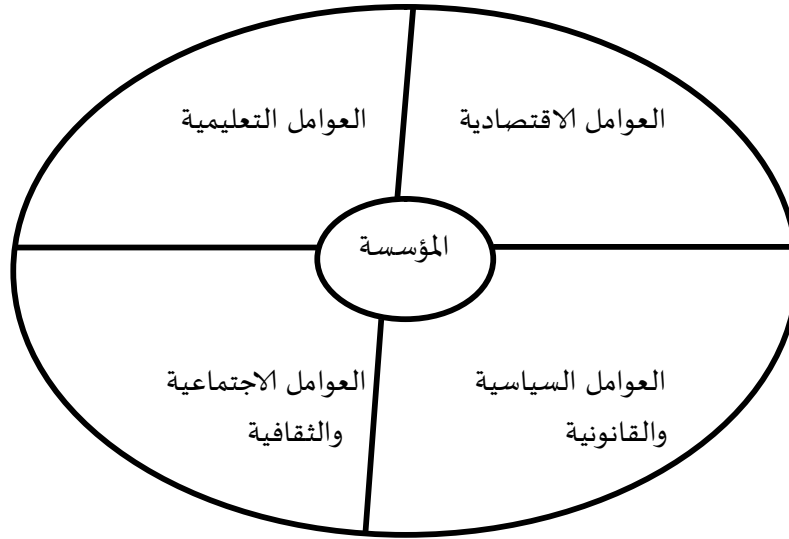 العوامل الاقتصادية
العوامل التعليمية
المؤسسة
العوامل السياسية
والقانونية
العوامل الاجتماعية
والثقافية